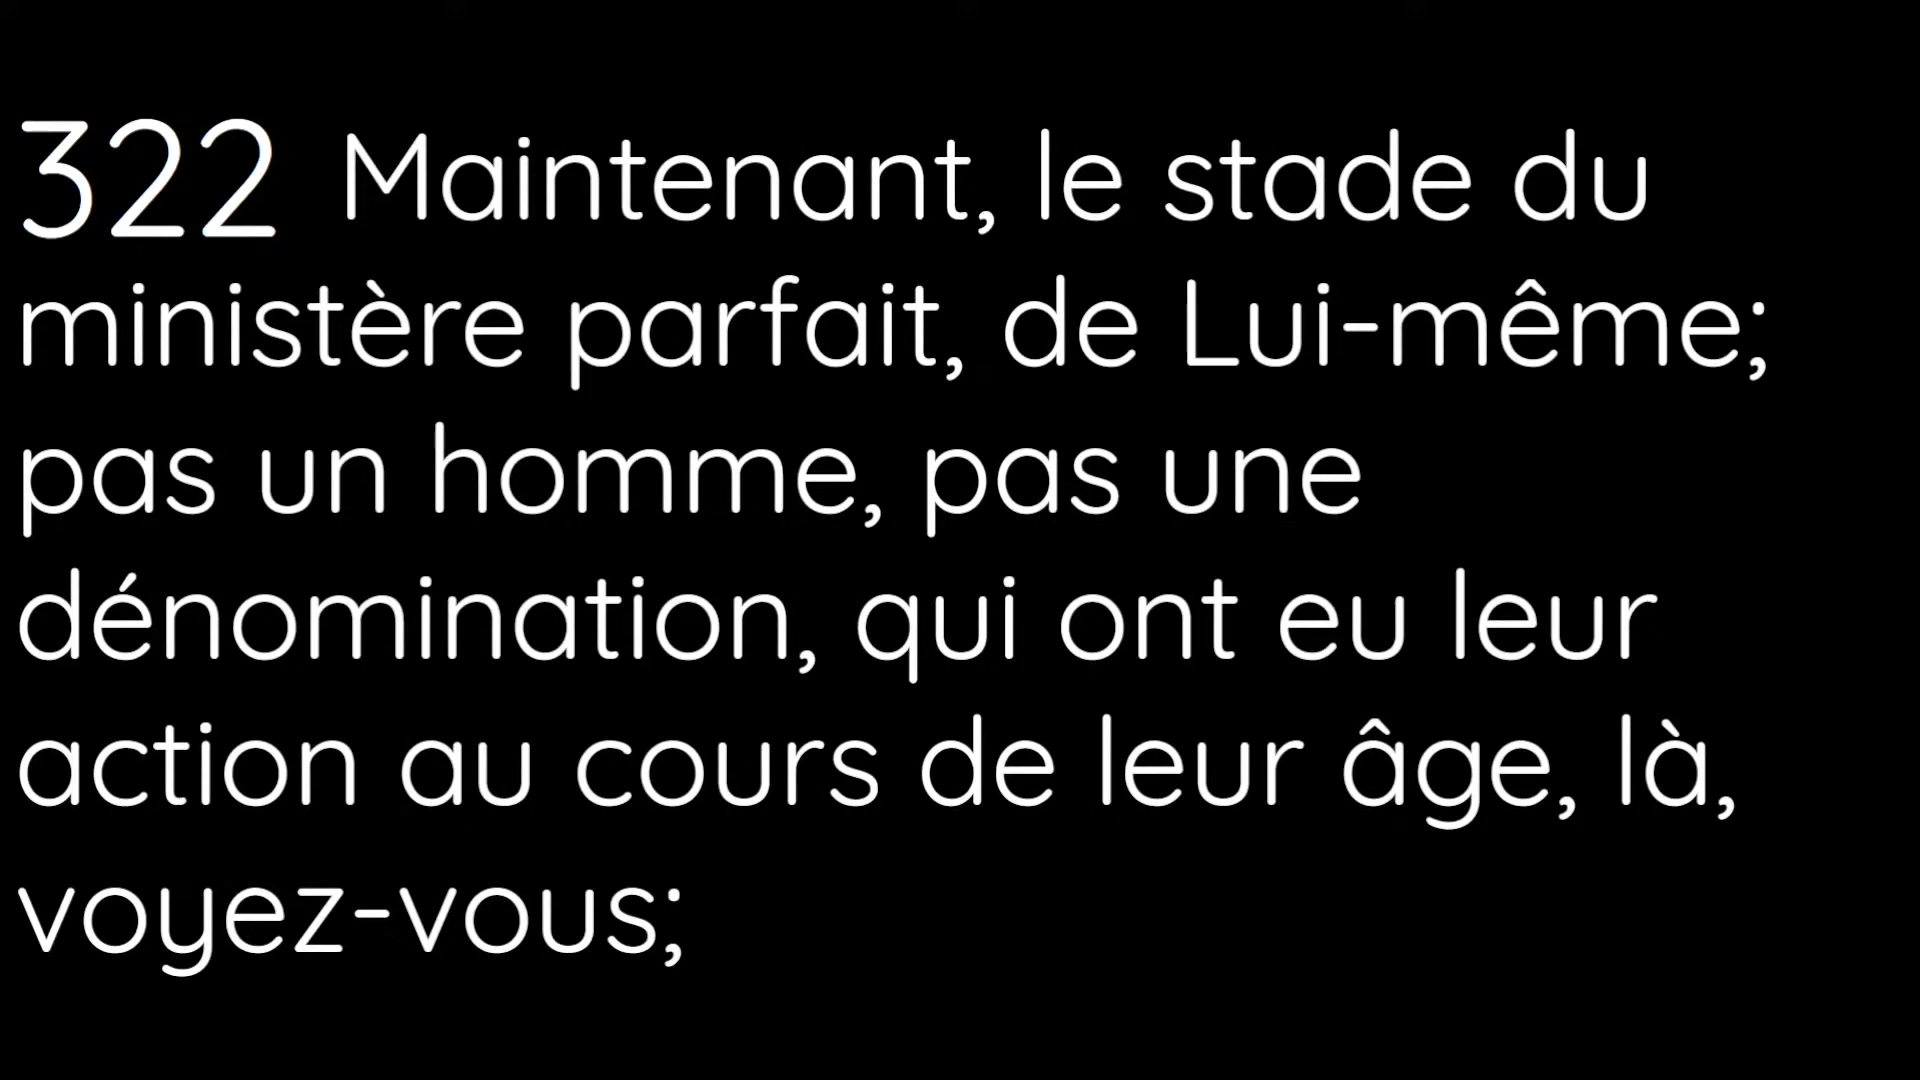 322 Maintenant, le stade du
ministère parfait, de Lui-même;
pas un homme, pas une
dénomination, qui ont eu leur
action au cours de leur âge, là,
voyez-vous;